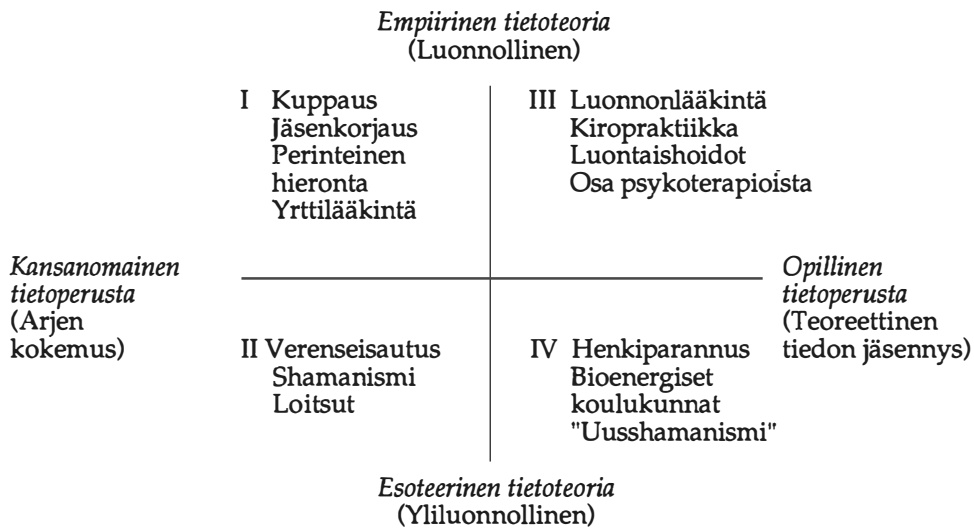 Empiirinen tietoteoria
(Luonnollinen)
I Kuppaus
Jäsenkorjaus
Perinteinen
hieronta
Yrttilääkintä
III Luonnonlääkintä
Kiropraktiikka
Luontaishoidot
Osa psykoterapioista
Kansanomainen
tietoperusta
(Arjen
kokemus)
Opillinen
tietoperusta
(Teoreettinen
tiedon jäsennys)
II Verenseisautus
Shamanismi
Loitsut
IV Henkiparannus
Bioenergiset
koulukunnat
"Uusshamanismi"
Esoteerinen tietoteoria
(Yliluonnollinen)